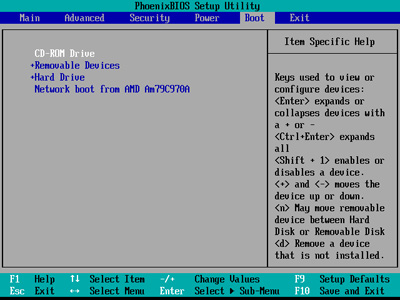 PhoenixBIOS Setup Utility
Main Advanced Security Power Boot Exit
CD-ROM Drive
+Removable Devices
+Hard Drive
Network boot from AMD Am79C970A
Item Specific Help
Keys used to view or
configure devices:
<Enter> expands or
collapses devices with
a + or -
<Ctrl+Enter> expands
all
<Shift + 1> enables or
disables a device.
<+> and <-> moves the
device up or down.
<n> May move removable
device between Hard
Disk or Removable Disk
<d> Remove a device
that is not installed.
F1 Help ↑↓ Select Item -/+ Change Values F9 Setup Defaults
Esc Exit ↔ Select Menu Enter Select ▶ Sub-Menu F10 Save and Exit